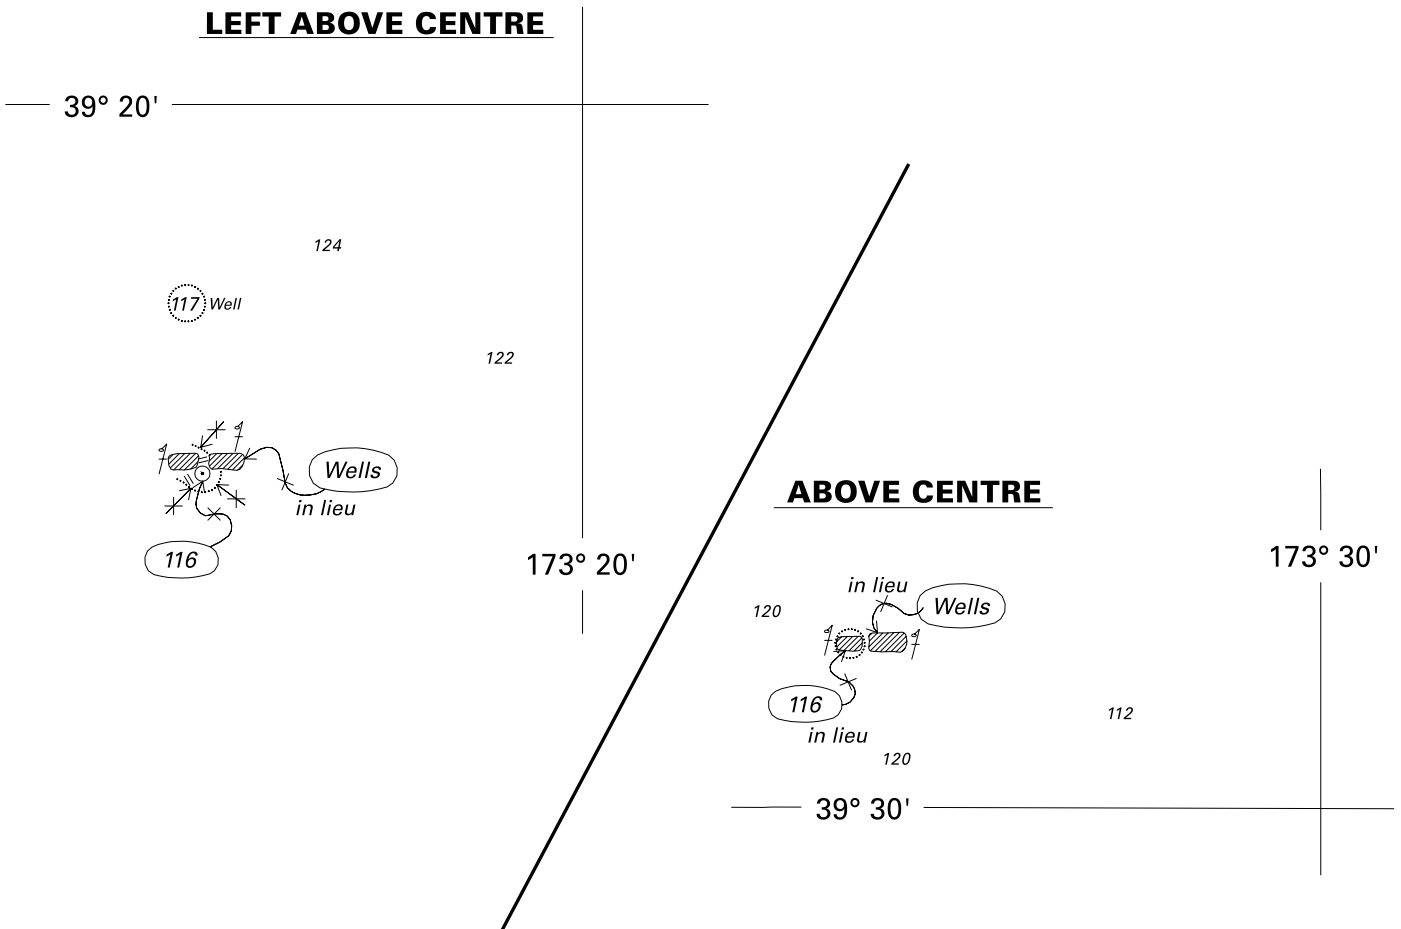 LEFT ABOVE CENTRE
39° 20'
124
117 Well
122
Wells
in lieu
116
173° 20'
ABOVE CENTRE
173° 30'
in lieu
Wells
120
116
in lieu
112
120
39° 30'